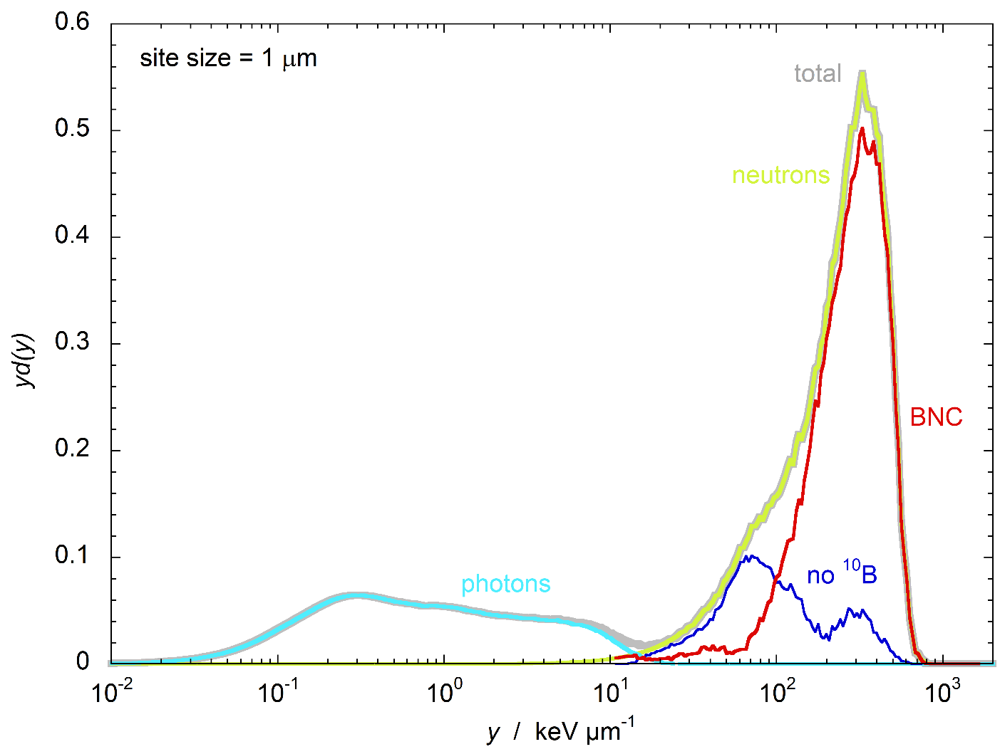 0.6
site size = 1 μm
total
0.5
neutrons
0.4
0.3
yd(y)
BNC
0.2
0.1
photons
no ¹⁰B
0
10⁻² 10⁻¹ 10⁰ 10¹ 10² 10³
y / keV μm⁻¹